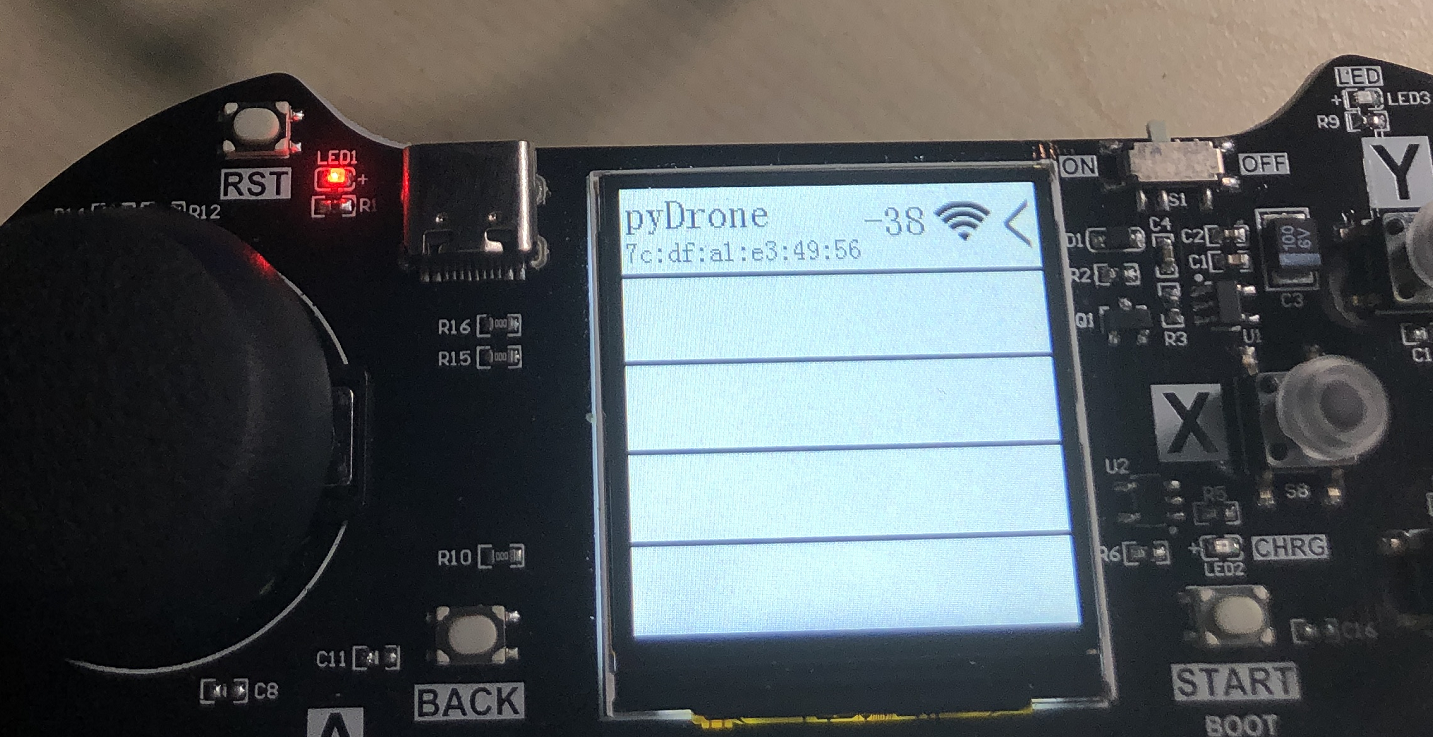 LED
LED3
R9
LED1
RST
R1
R12
ON
OFF
S1
Y
pyDrone -38
7c:df:a1:e3:49:56
D1
C4
C2
C1
R2
100
6V
C3
Q1
R3
U1
R16
R15
X
U2
R5
S8
R10
R6
CHRG
LED2
C16
C11
C8
BACK
START
BOOT